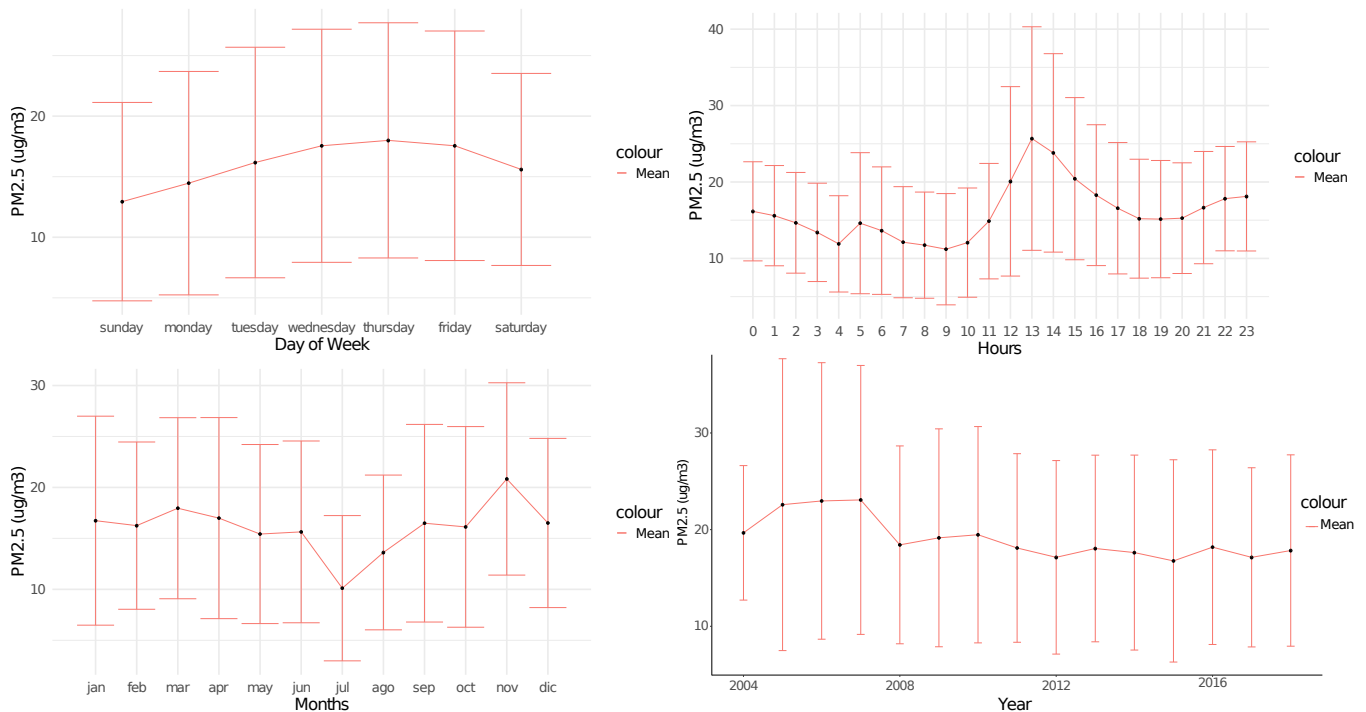 PM2.5 (ug/m3)
20
10
sunday monday tuesday wednesday thursday friday saturday
Day of Week
colour
Mean
PM2.5 (ug/m3)
40
30
20
10
0 1 2 3 4 5 6 7 8 9 10 11 12 13 14 15 16 17 18 19 20 21 22 23
Hours
colour
Mean
PM2.5 (ug/m3)
30
20
10
jan feb mar apr may jun jul ago sep oct nov dic
Months
colour
Mean
PM2.5 (ug/m3)
30
20
10
2004 2008 2012 2016
Year
colour
Mean